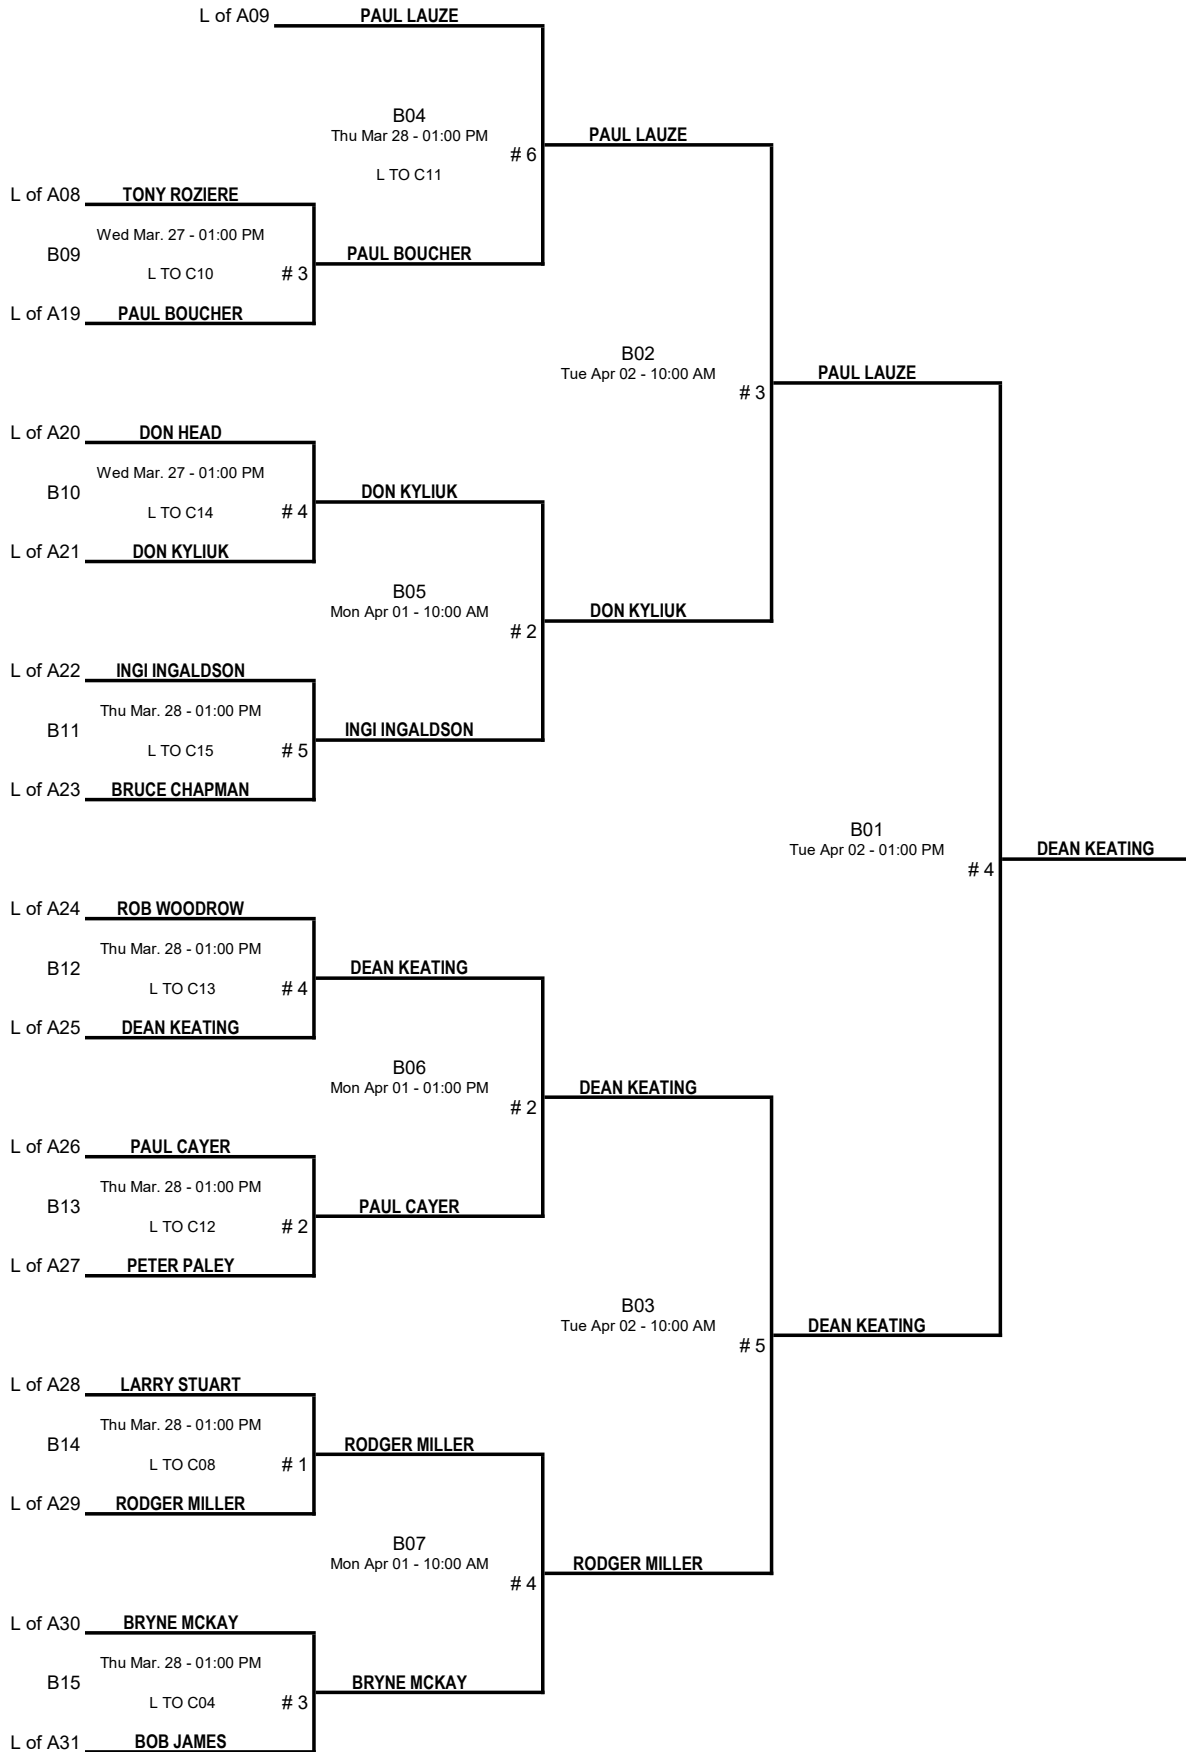 L of A09 PAUL LAUZE
B04
Thu Mar 28 - 01:00 PM
PAUL LAUZE
# 6
L TO C11
L of A08 TONY ROZIERE
Wed Mar. 27 - 01:00 PM
B09
PAUL BOUCHER
L TO C10 # 3
L of A19 PAUL BOUCHER
B02
Tue Apr 02 - 10:00 AM
PAUL LAUZE
# 3
L of A20 DON HEAD
Wed Mar. 27 - 01:00 PM
B10
DON KYLIUK
L TO C14 # 4
L of A21 DON KYLIUK
B05
Mon Apr 01 - 10:00 AM
DON KYLIUK
# 2
L of A22 INGI INGALDSON
Thu Mar. 28 - 01:00 PM
B11
INGI INGALDSON
L TO C15 # 5
L of A23 BRUCE CHAPMAN
B01
Tue Apr 02 - 01:00 PM
DEAN KEATING
# 4
L of A24 ROB WOODROW
Thu Mar. 28 - 01:00 PM
B12
DEAN KEATING
L TO C13 # 4
L of A25 DEAN KEATING
B06
Mon Apr 01 - 01:00 PM
DEAN KEATING
# 2
L of A26 PAUL CAYER
Thu Mar. 28 - 01:00 PM
B13
PAUL CAYER
L TO C12 # 2
L of A27 PETER PALEY
B03
Tue Apr 02 - 10:00 AM
DEAN KEATING
# 5
L of A28 LARRY STUART
Thu Mar. 28 - 01:00 PM
B14
RODGER MILLER
L TO C08 # 1
L of A29 RODGER MILLER
B07
Mon Apr 01 - 10:00 AM
RODGER MILLER
# 4
L of A30 BRYNE MCKAY
Thu Mar. 28 - 01:00 PM
B15
BRYNE MCKAY
L TO C04 # 3
L of A31 BOB JAMES